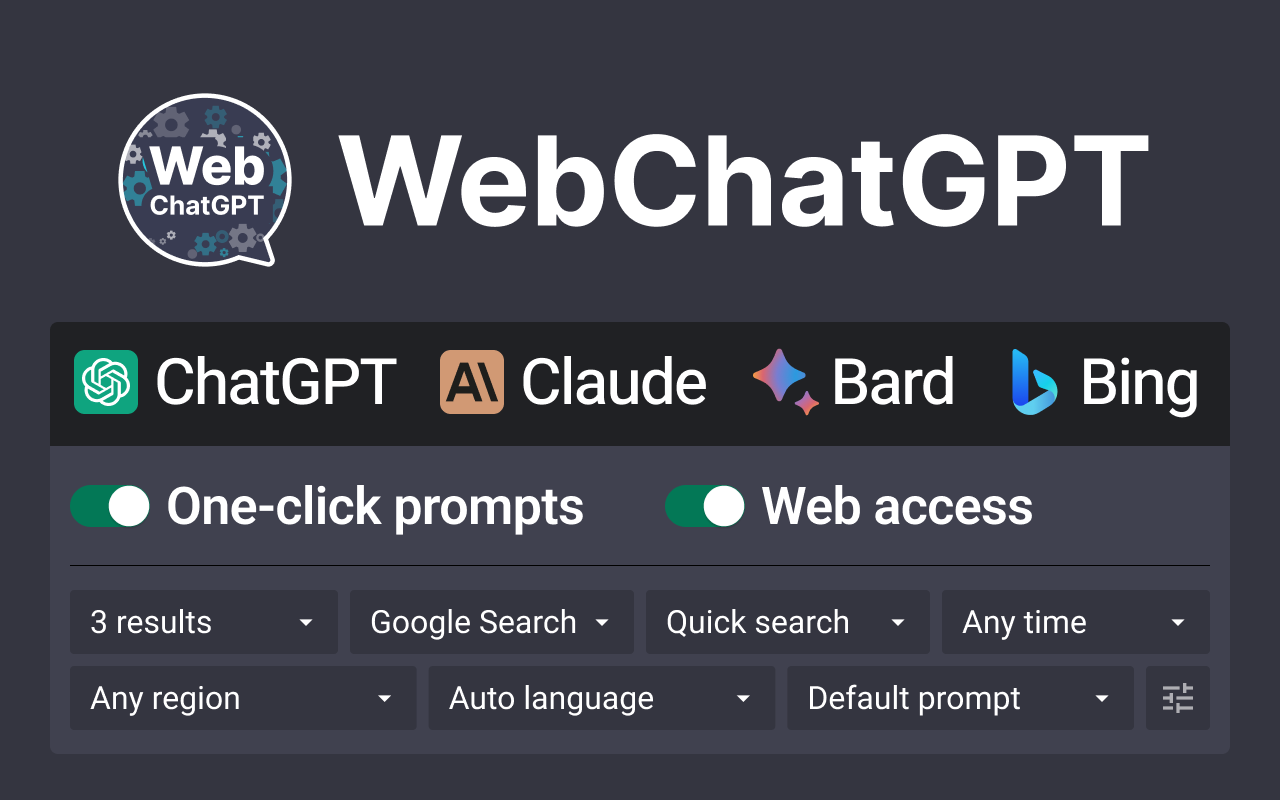 Web
ChatGPT
WebChatGPT
ChatGPT Claude Bard Bing
One-click prompts Web access
3 results Google Search Quick search Any time
Any region Auto language Default prompt